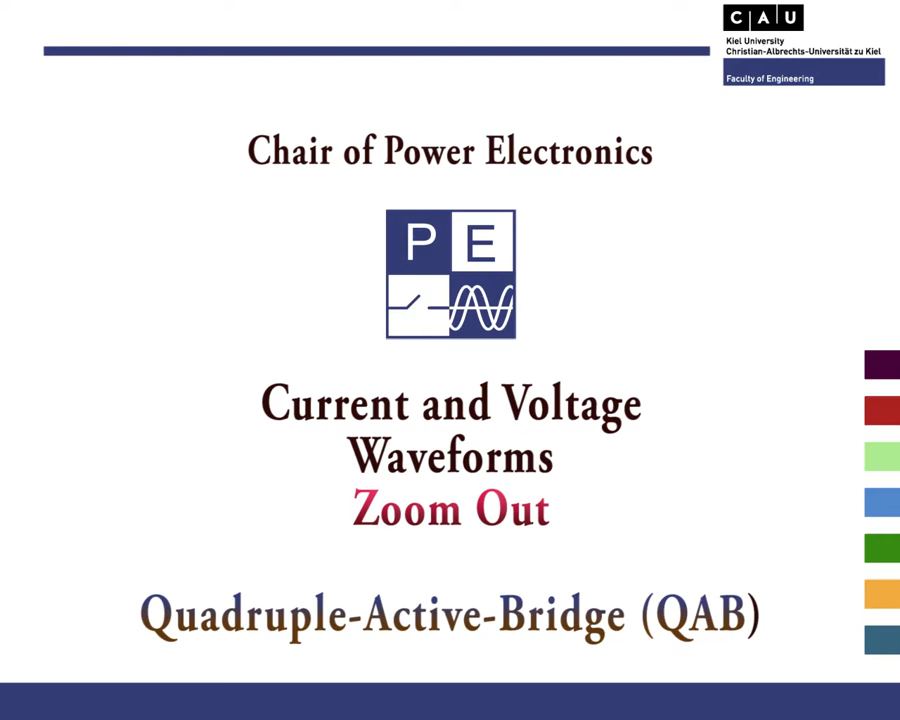 CAU
Kiel University
Christian-Albrechts-Universität zu Kiel
Faculty of Engineering
Chair of Power Electronics
P E
Current and Voltage
Waveforms
Zoom Out
Quadruple-Active-Bridge (QAB)